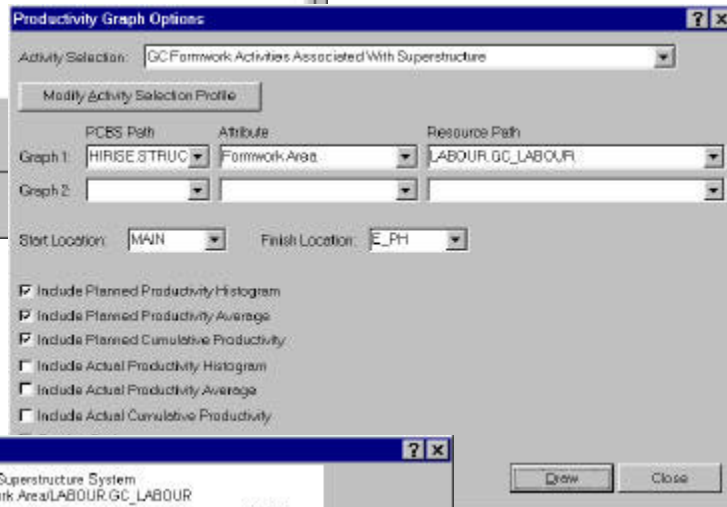 Productivity Graph Options
Activity Selection: GC Formwork Activities Associated With Superstructure
Modify Activity Selection Profile
PCBS Path Attribute Resource Path
Graph 1: HIRISE.STRUC Formwork Area LABOUR.GC_LABOUR
Graph 2:
Start Location: MAIN Finish Location: E_PH
Include Planned Productivity Histogram
Include Planned Productivity Average
Include Planned Cumulative Productivity
Include Actual Productivity Histogram
Include Actual Productivity Average
Include Actual Cumulative Productivity
Superstructure System
Area/LABOUR.GC_LABOUR
Draw Close